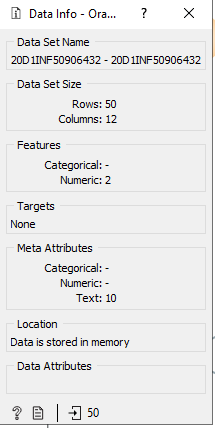 Data Info - Ora...
Data Set Name
20D1INF50906432 - 20D1INF50906432
Data Set Size
Rows: 50
Columns: 12
Features
Categorical: -
Numeric: 2
Targets
None
Meta Attributes
Categorical: -
Numeric: -
Text: 10
Location
Data is stored in memory
Data Attributes
? 50